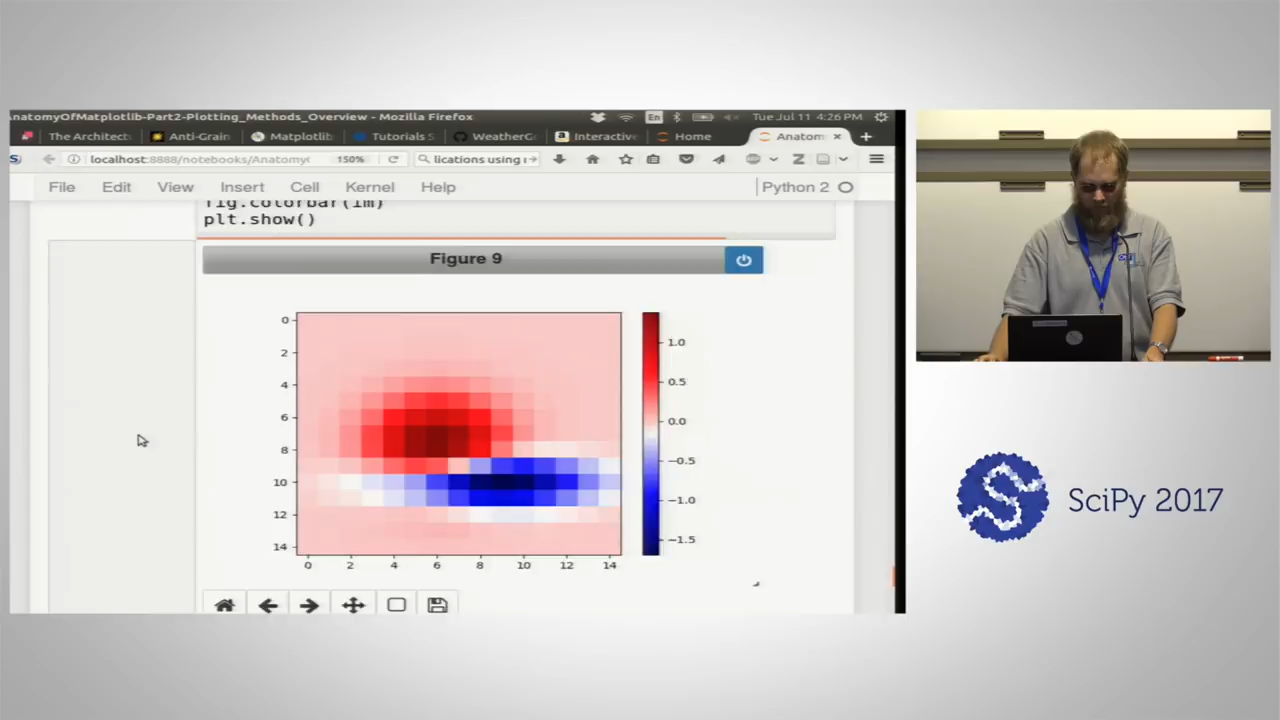 AnatomyOfMatplotlib-Part2-Plotting_Methods_Overview - Mozilla Firefox
En
Tue Jul 11 4:26 PM
The Architect
Anti-Grain
Matplotlib
Tutorials S
WeatherGe
Interactive
Home
Anatom
localhost:8888/notebooks/Anatomy
150%
lications using
File Edit View Insert Cell Kernel Help
Python 2
fig.colorbar(im)
plt.show()
Figure 9
0
2
4
6
8
10
12
14
0 2 4 6 8 10 12 14
1.0
0.5
0.0
−0.5
−1.0
−1.5
SciPy 2017